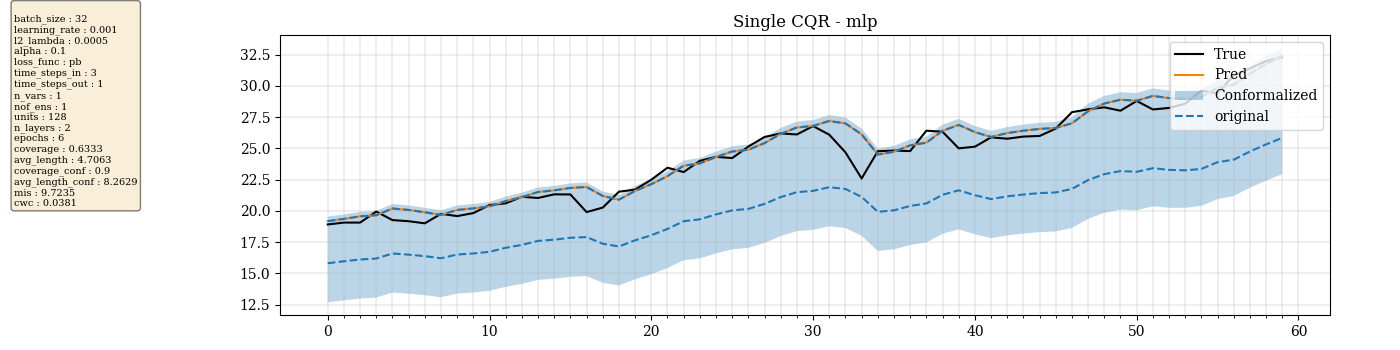 batch_size : 32
learning_rate : 0.001
l2_lambda : 0.0005
alpha : 0.1
loss_func : pb
time_steps_in : 3
time_steps_out : 1
n_vars : 1
nof_ens : 1
units : 128
n_layers : 2
epochs : 6
coverage : 0.6333
avg_length : 4.7063
coverage_conf : 0.9
avg_length_conf : 8.2629
mis : 9.7235
cwc : 0.0381
Single CQR - mlp
32.5
30.0
27.5
25.0
22.5
20.0
17.5
15.0
12.5
True
Pred
Conformalized
original
0 10 20 30 40 50 60